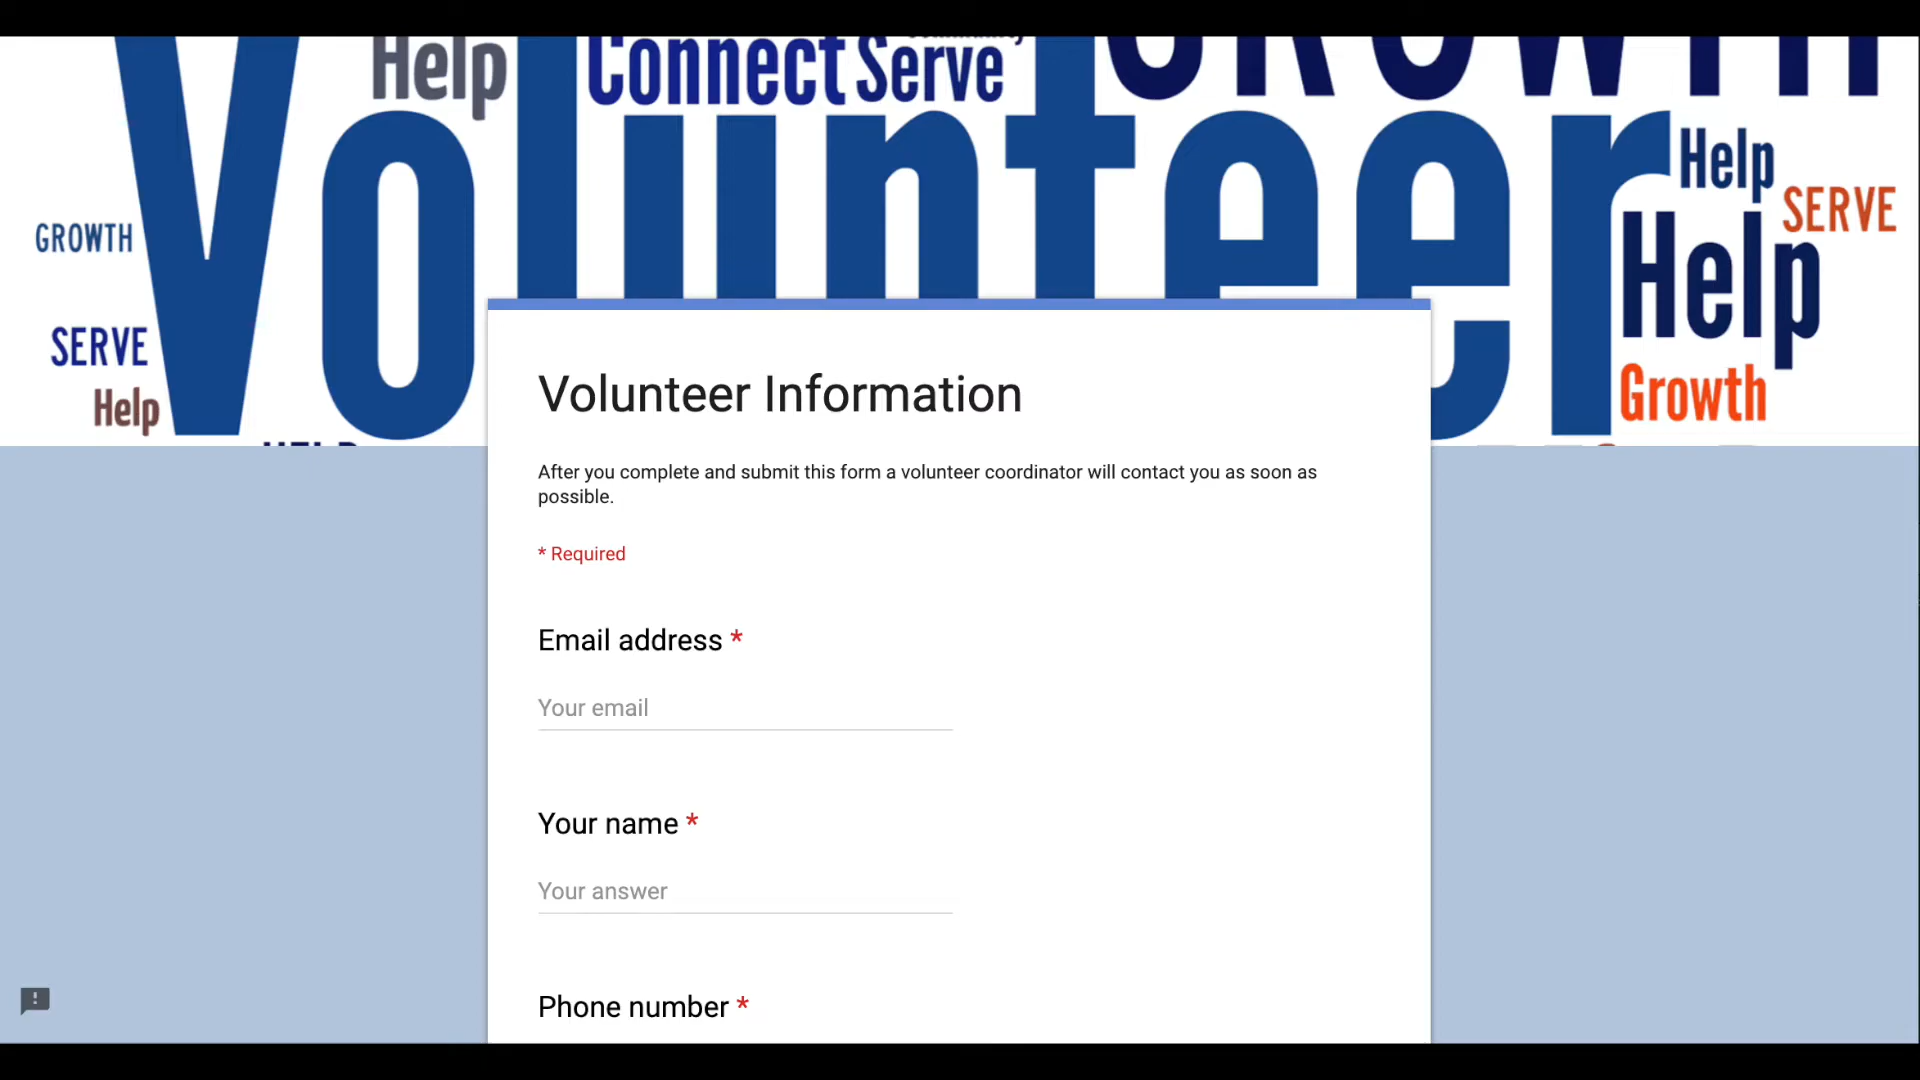 Help Connect Serve GROWTH
Volunteer
Help
SERVE
GROWTH
Help
SERVE
Growth
Help
HELP
Volunteer Information
After you complete and submit this form a volunteer coordinator will contact you as soon as
possible.
* Required
Email address *
Your email
Your name *
Your answer
Phone number *